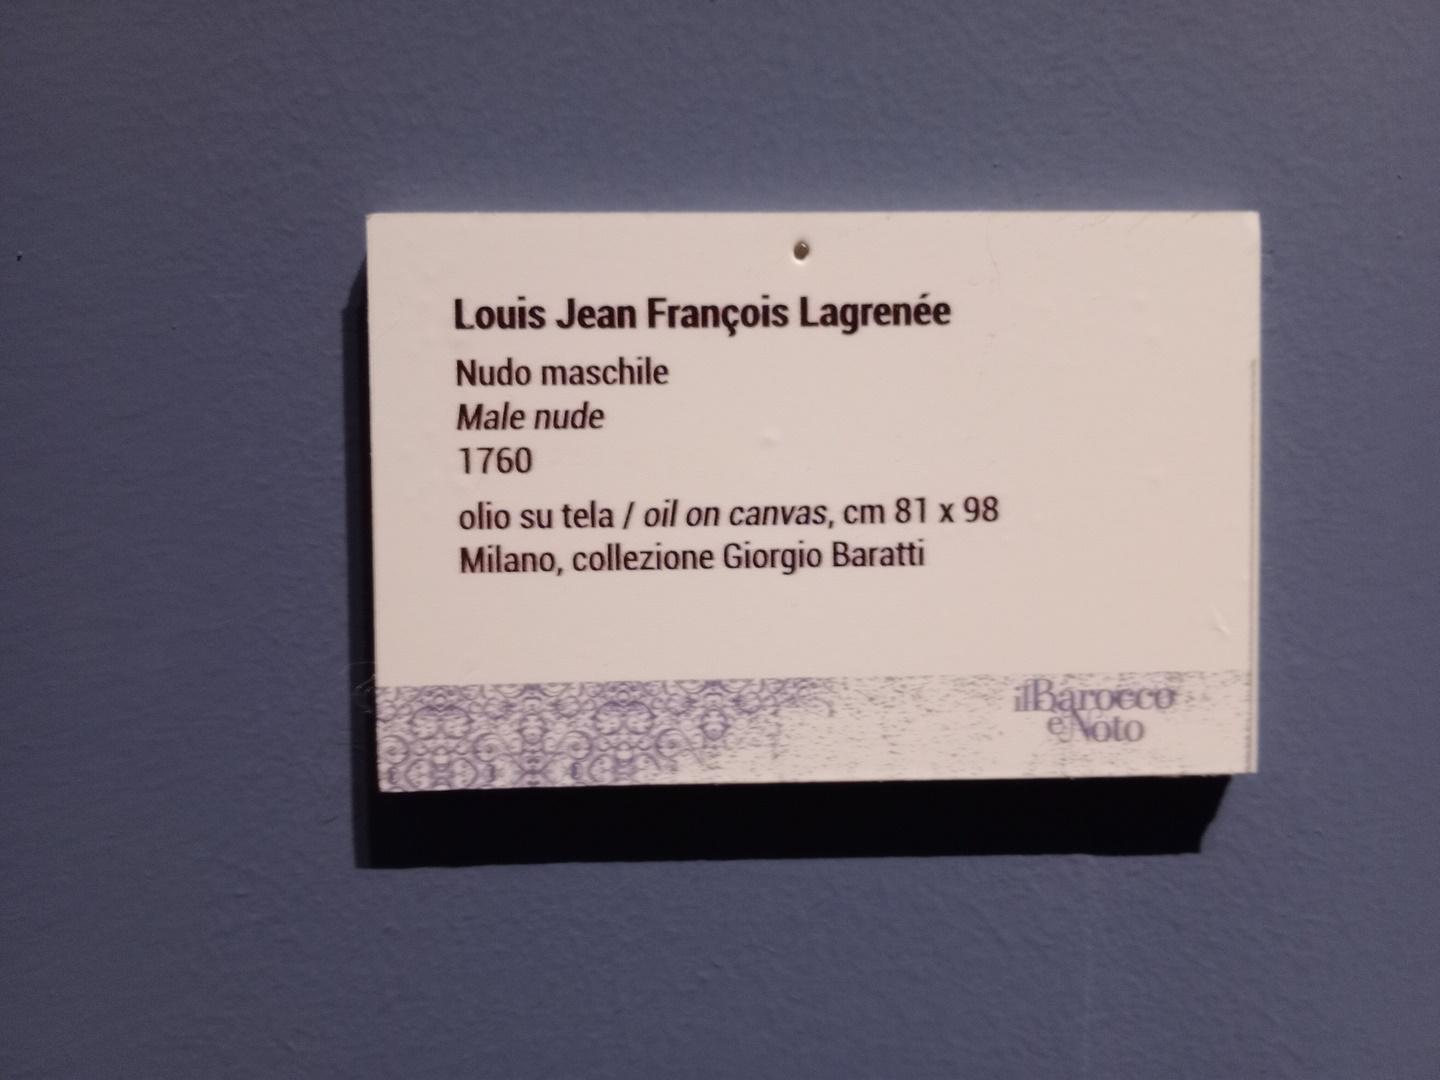 Louis Jean François Lagrenée
Nudo maschile
Male nude
1760
olio su tela / oil on canvas, cm 81 x 98
Milano, collezione Giorgio Baratti
il Barocco
e Noto